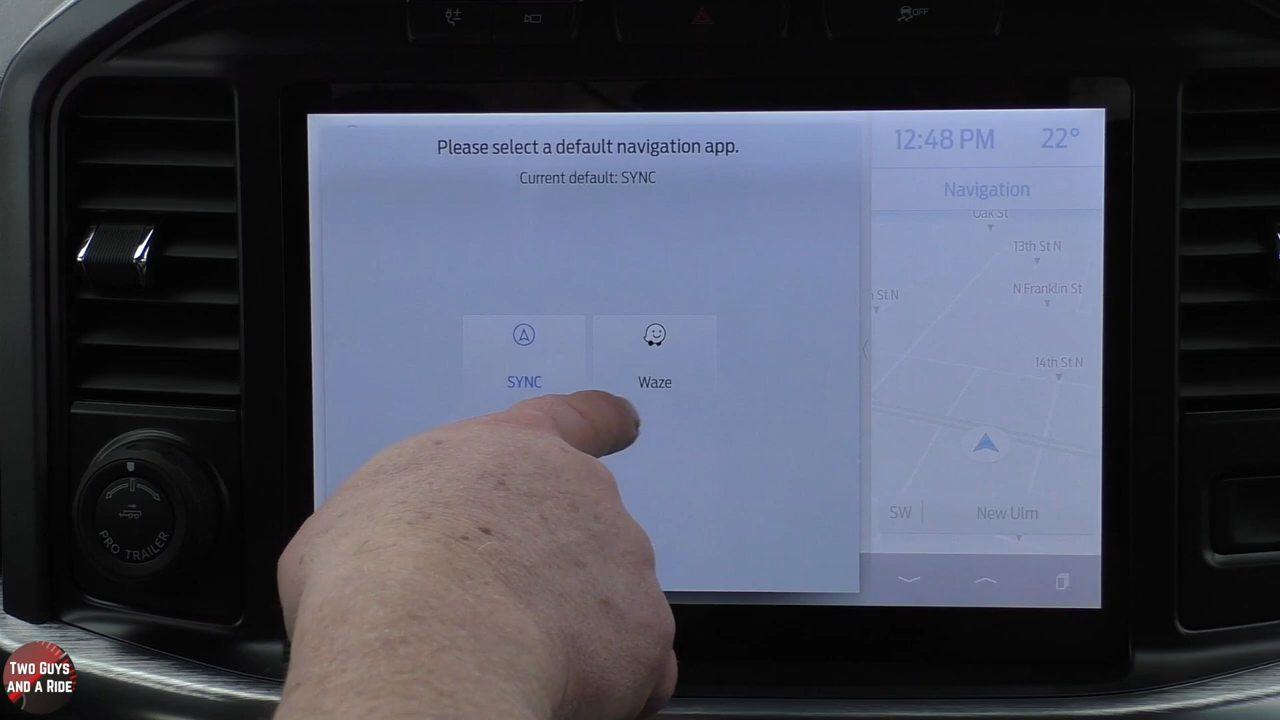 OFF
Please select a default navigation app.
Current default: SYNC
SYNC
Waze
12:48 PM
22°
Navigation
Oak St
13th St N
N Franklin St
St N
14th St N
SW
New Ulm
PRO TRAILER
TWO GUYS
AND A RIDE